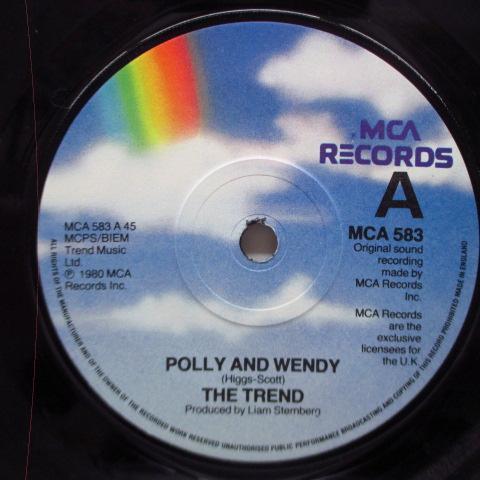 MCA
RECORDS
A
MCA 583
Original sound
recording
made by
MCA Records
Inc.
MCA Records
are the
exclusive
licensees for
the U.K.
MCA 583 A 45
MCPS/BIEM
Trend Music
Ltd.
℗ 1980 MCA
Records Inc.
POLLY AND WENDY
(Higgs-Scott)
THE TREND
Produced by Liam Sternberg
ALL RIGHTS OF THE MANUFACTURER AND OF THE OWNER OF THE RECORDED WORK RESERVED UNAUTHORISED PUBLIC PERFORMANCE BROADCASTING AND COPYING OF THIS RECORD PROHIBITED MADE IN ENGLAND